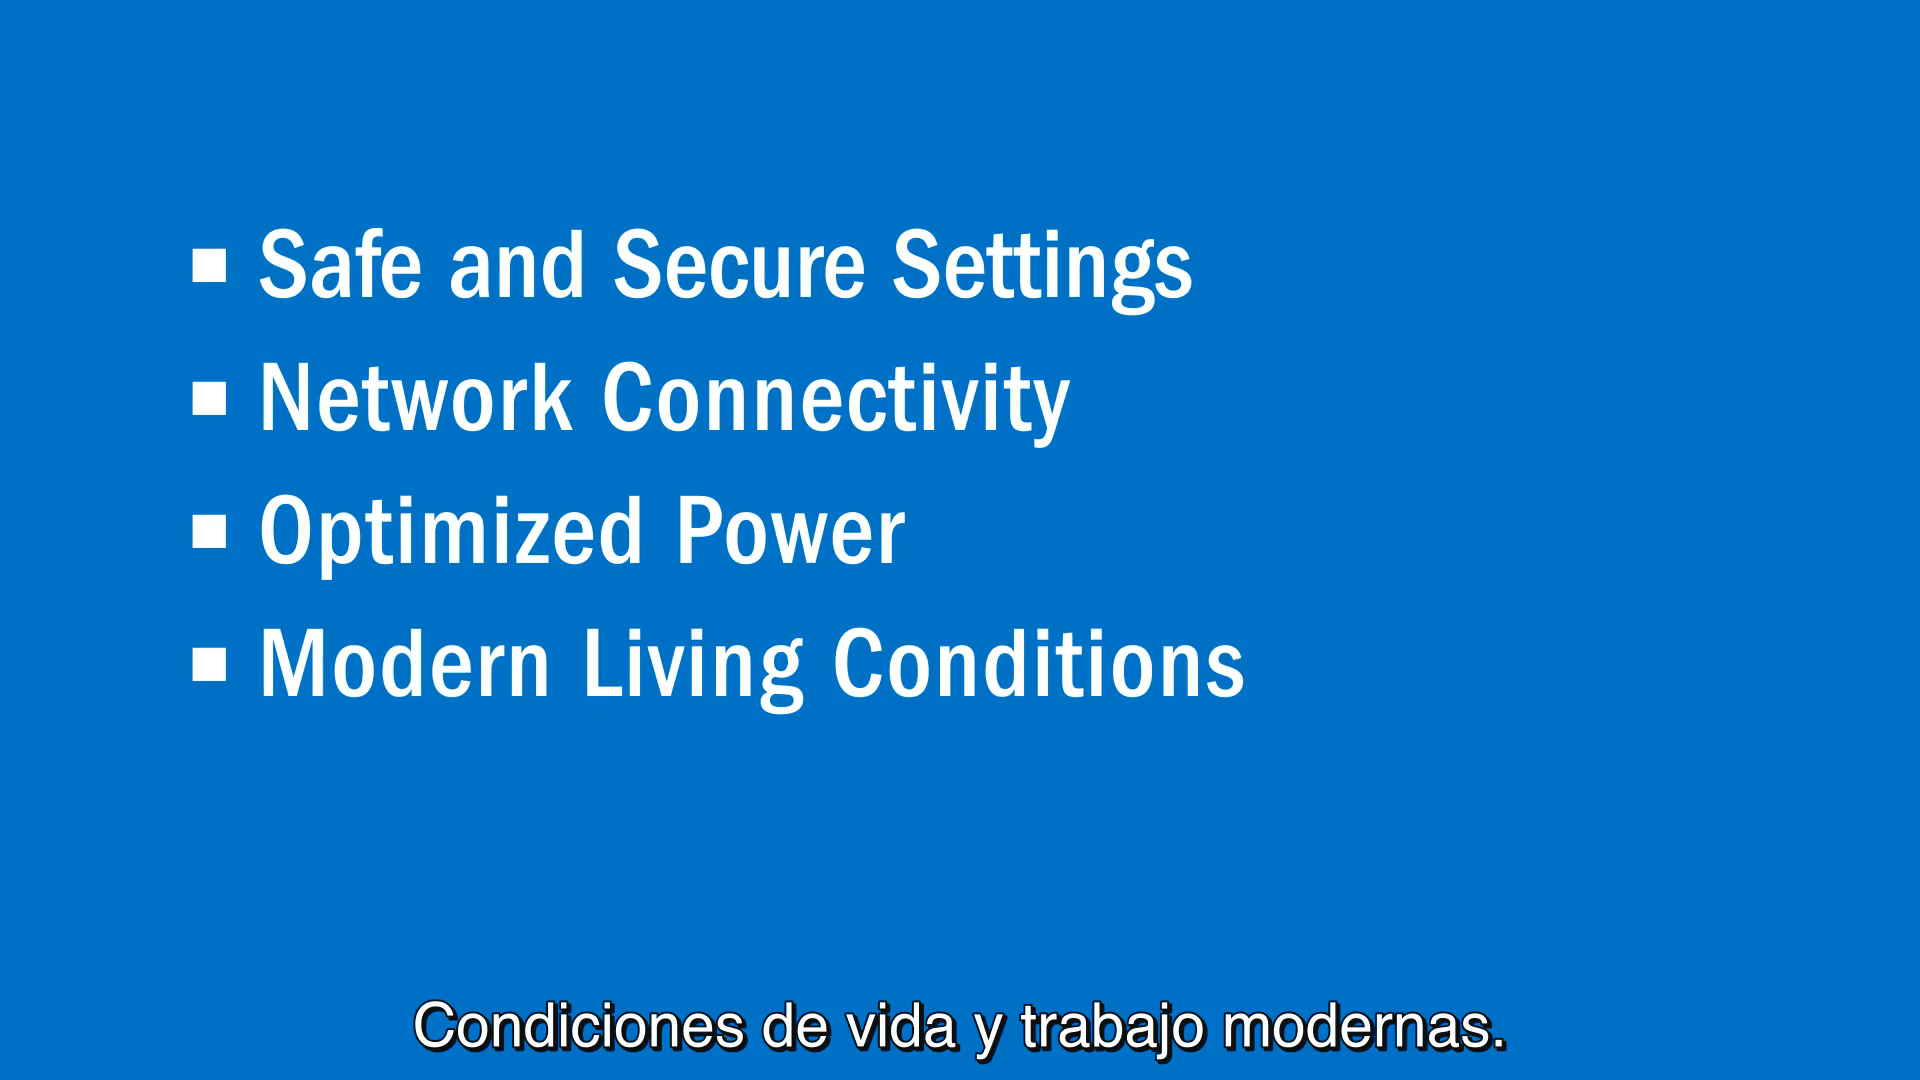 Safe and Secure Settings
Network Connectivity
Optimized Power
Modern Living Conditions
Condiciones de vida y trabajo modernas.